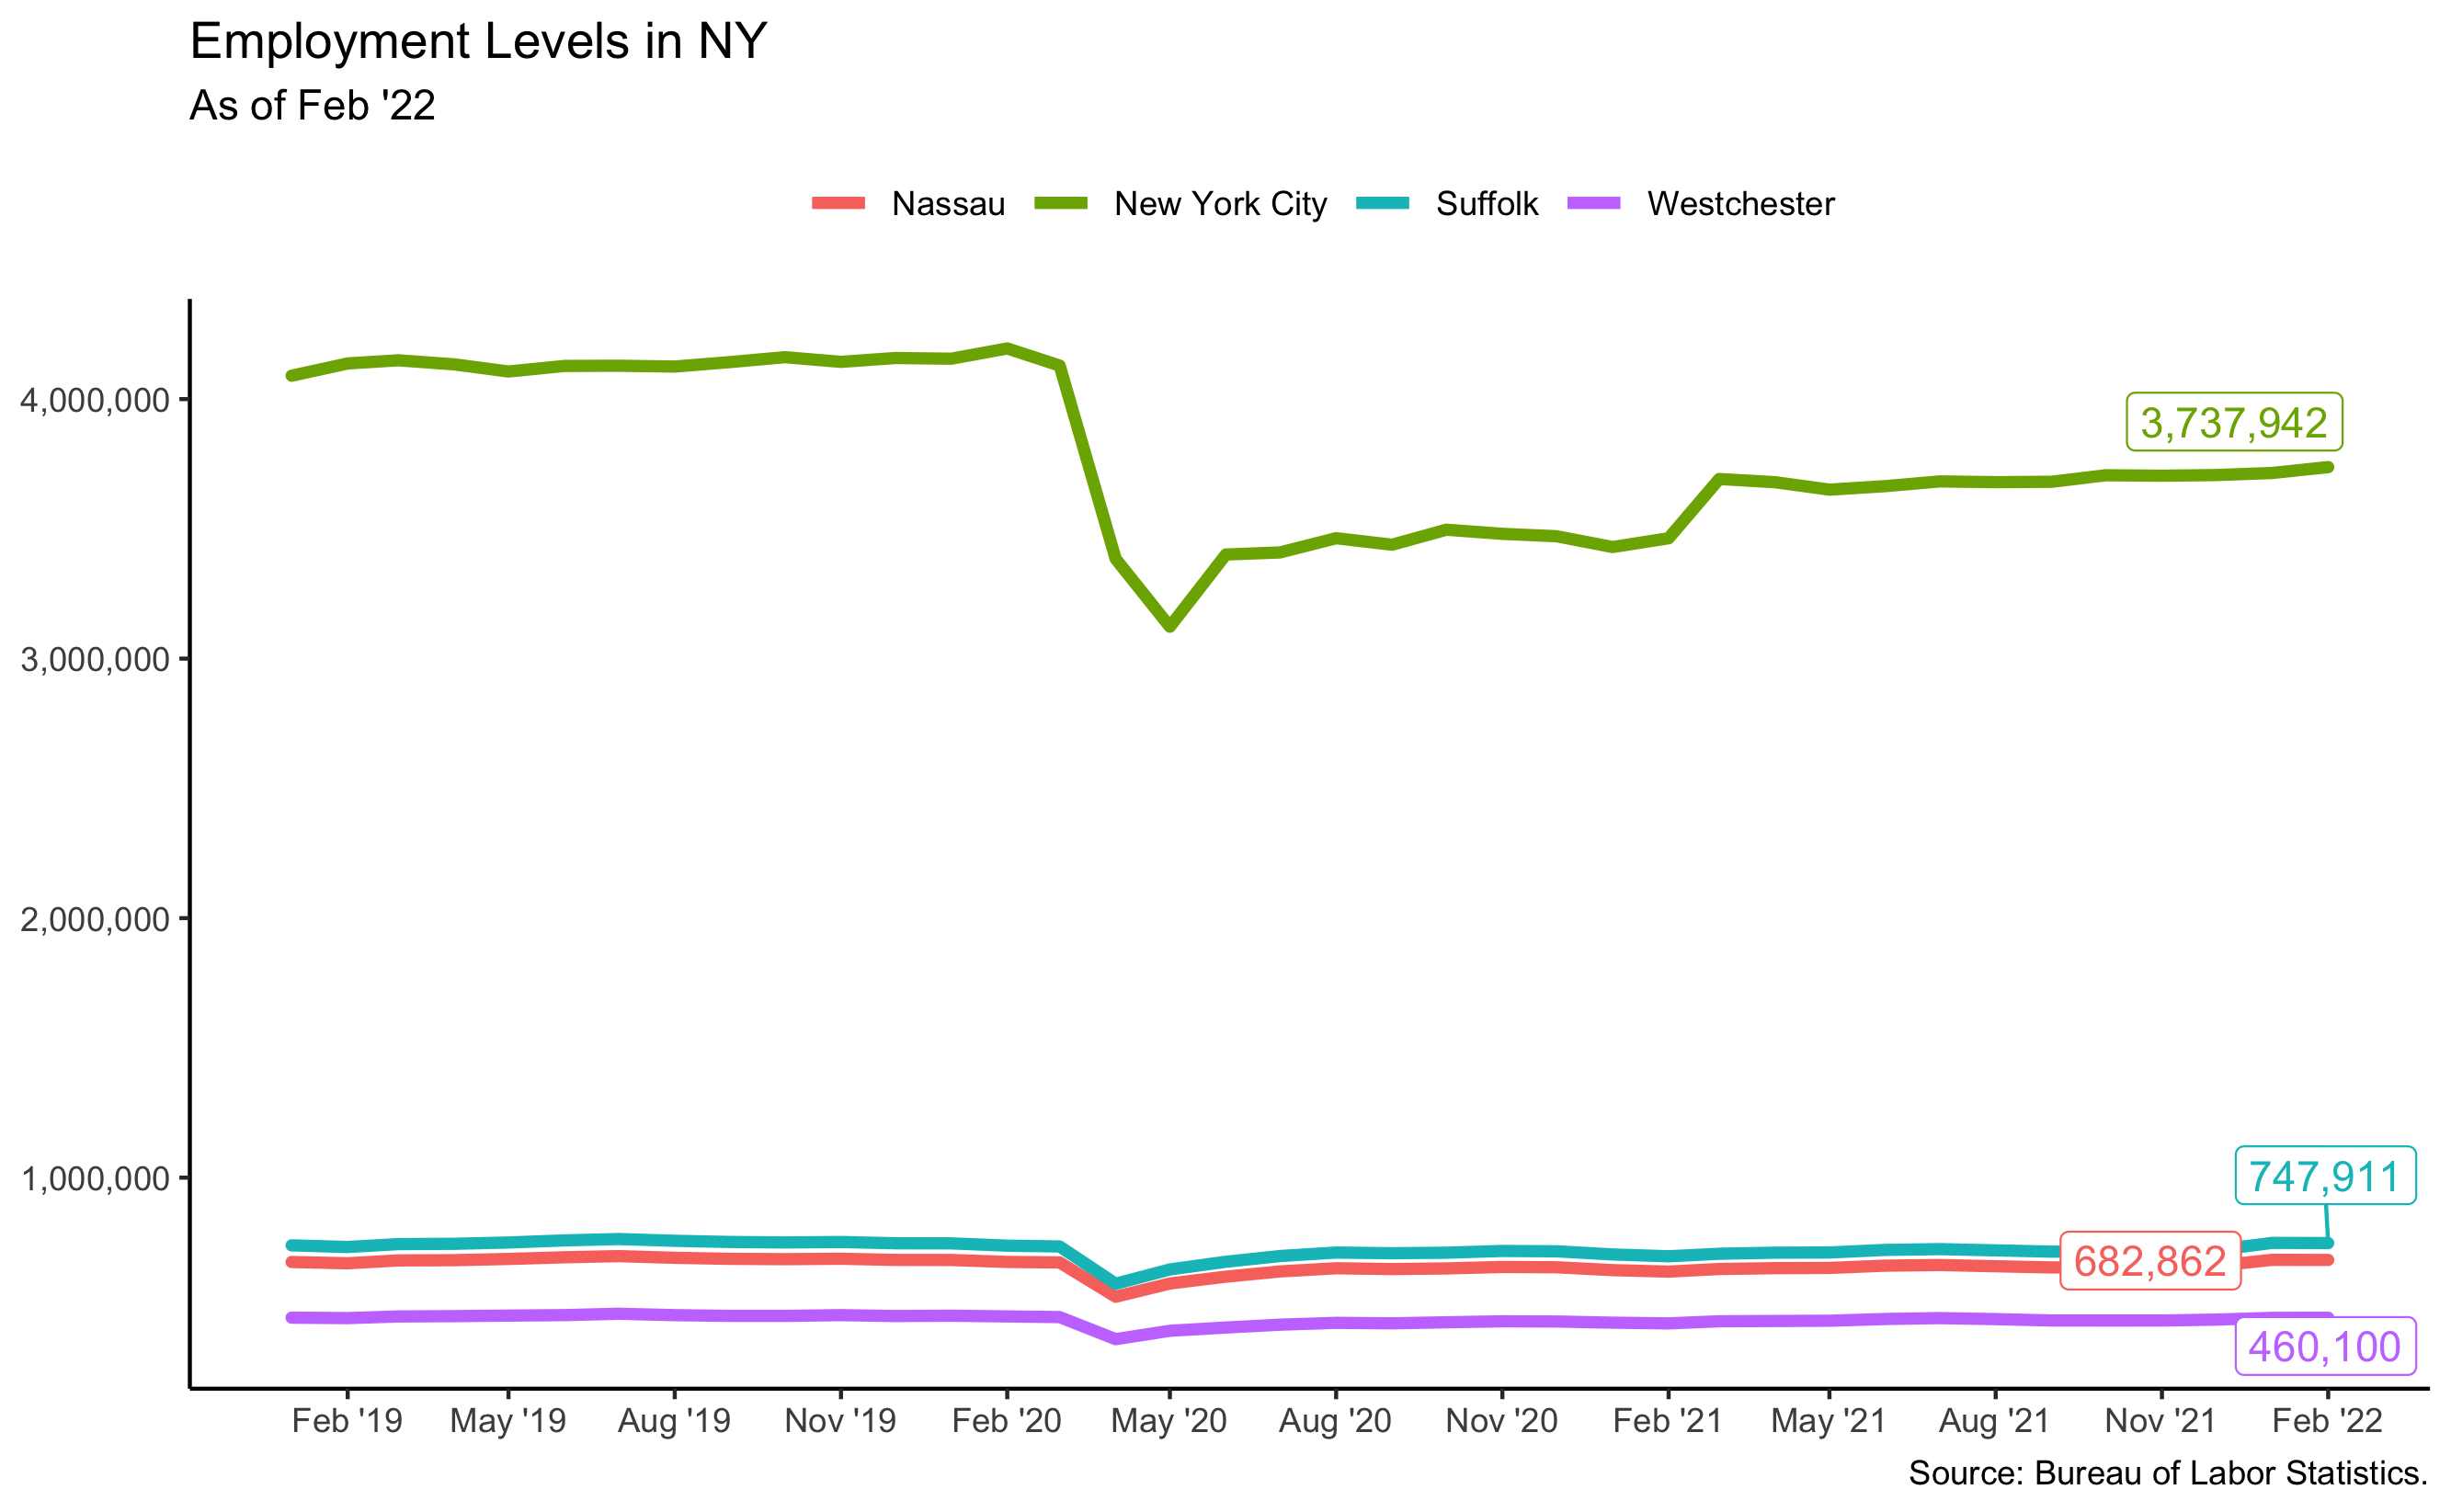 Employment Levels in NY
As of Feb '22
Nassau New York City Suffolk Westchester
4,000,000
3,000,000
2,000,000
1,000,000
3,737,942
747,911
682,862
460,100
Feb '19 May '19 Aug '19 Nov '19 Feb '20 May '20 Aug '20 Nov '20 Feb '21 May '21 Aug '21 Nov '21 Feb '22
Source: Bureau of Labor Statistics.